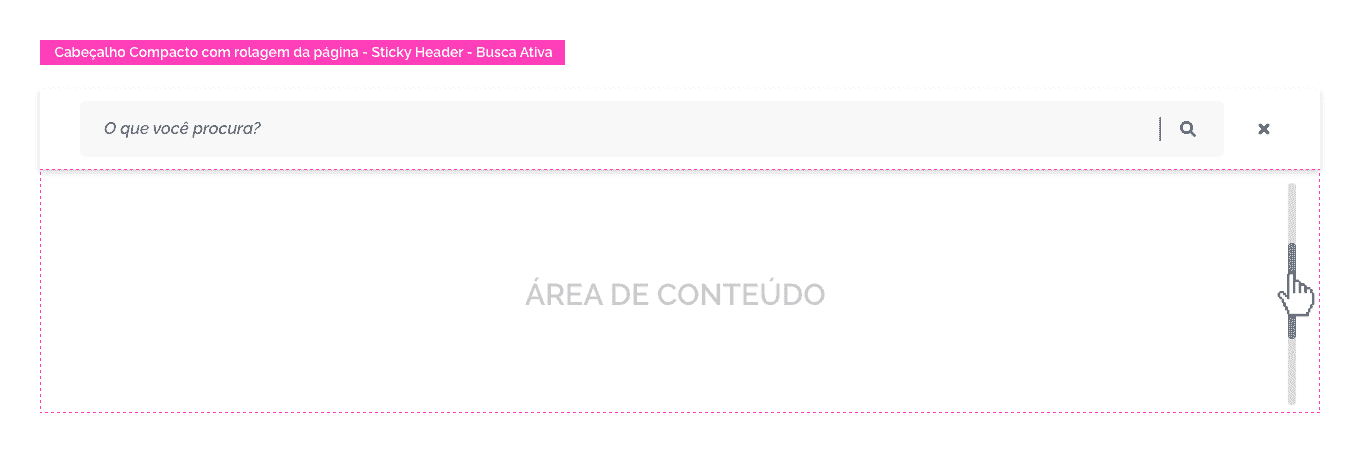 Cabeçalho Compacto com rolagem da página - Sticky Header - Busca Ativa
O que você procura?
ÁREA DE CONTEÚDO